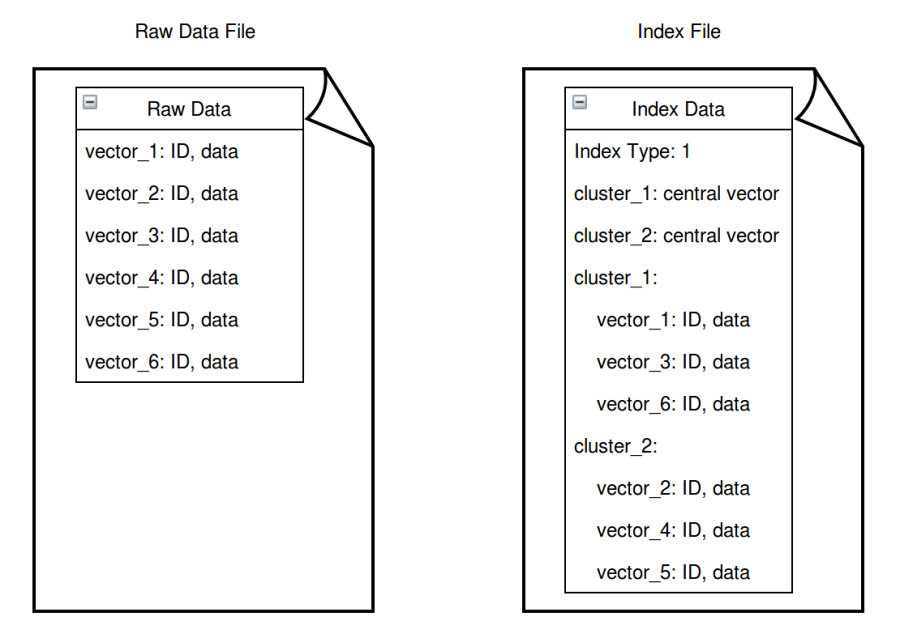 Raw Data File
Raw Data
vector_1: ID, data
vector_2: ID, data
vector_3: ID, data
vector_4: ID, data
vector_5: ID, data
vector_6: ID, data
Index File
Index Data
Index Type: 1
cluster_1: central vector
cluster_2: central vector
cluster_1:
vector_1: ID, data
vector_3: ID, data
vector_6: ID, data
cluster_2:
vector_2: ID, data
vector_4: ID, data
vector_5: ID, data